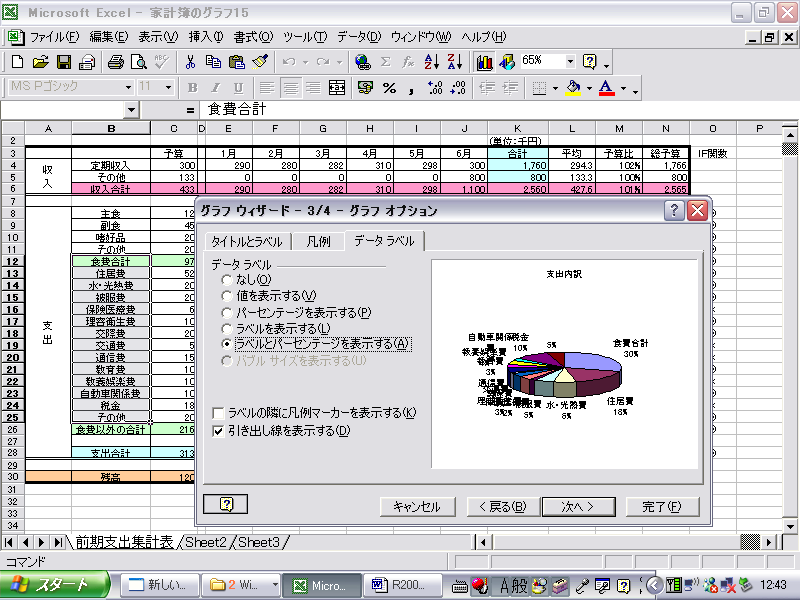 Microsoft Excel - 家計簿のグラフ15
ファイル(F) 編集(E) 表示(V) 挿入(I) 書式(O) ツール(T) データ(D) ウィンドウ(W) ヘルプ(H)
65%
MS Pゴシック 11 B I U
= 食費合計
A B C D E F G H I J K L M N O P
2 (単位:千円)
3 予算 1月 2月 3月 4月 5月 6月 合計 平均 予算比 総予算 IF関数
4 定期収入 300 290 280 282 310 298 300 1,760 294.3 102% 1,766
収
5 その他 133 0 0 0 0 0 800 800 133.3 100% 800
入
6 収入合計 433 290 280 282 310 298 1,100 2,560 427.6 101% 2,565
7
8 主食 12
9 副食 45
10 嗜好品 20
11 その他 20
12 食費合計 97
13 住居費 52
14 水・光熱費 20
15 被服費 20
16 保険医療費 6
17 理容衛生費 10
支
18 交際費 20
出
19 交通費 5
20 通信費 15
21 教育費 10
22 教養娯楽費 20
23 自動車関係費 10
24 税金 18
25 その他 20
26 食費以外の合計 216
27
28 支出合計 313
29
30 残高 120
31
32
33
34
グラフ ウィザード - 3/4 - グラフ オプション
タイトルとラベル 凡例 データ ラベル
データ ラベル
なし(O)
値を表示する(V)
パーセンテージを表示する(P)
ラベルを表示する(L)
ラベルとパーセンテージを表示する(A)
バブル サイズを表示する(U)
ラベルの隣に凡例マーカーを表示する(K)
引き出し線を表示する(D)
支出内訳
自動車関係費
税金
10%
5%
食費合計
30%
教養娯楽費
3%
通信費
住居費
18%
水・光熱費
6%
3%
2%
キャンセル < 戻る(B) 次へ > 完了(F)
前期支出集計表 Sheet2 Sheet3
コマンド
スタート 新しい... 2 Wi... Micro... R200... A 般 12:43